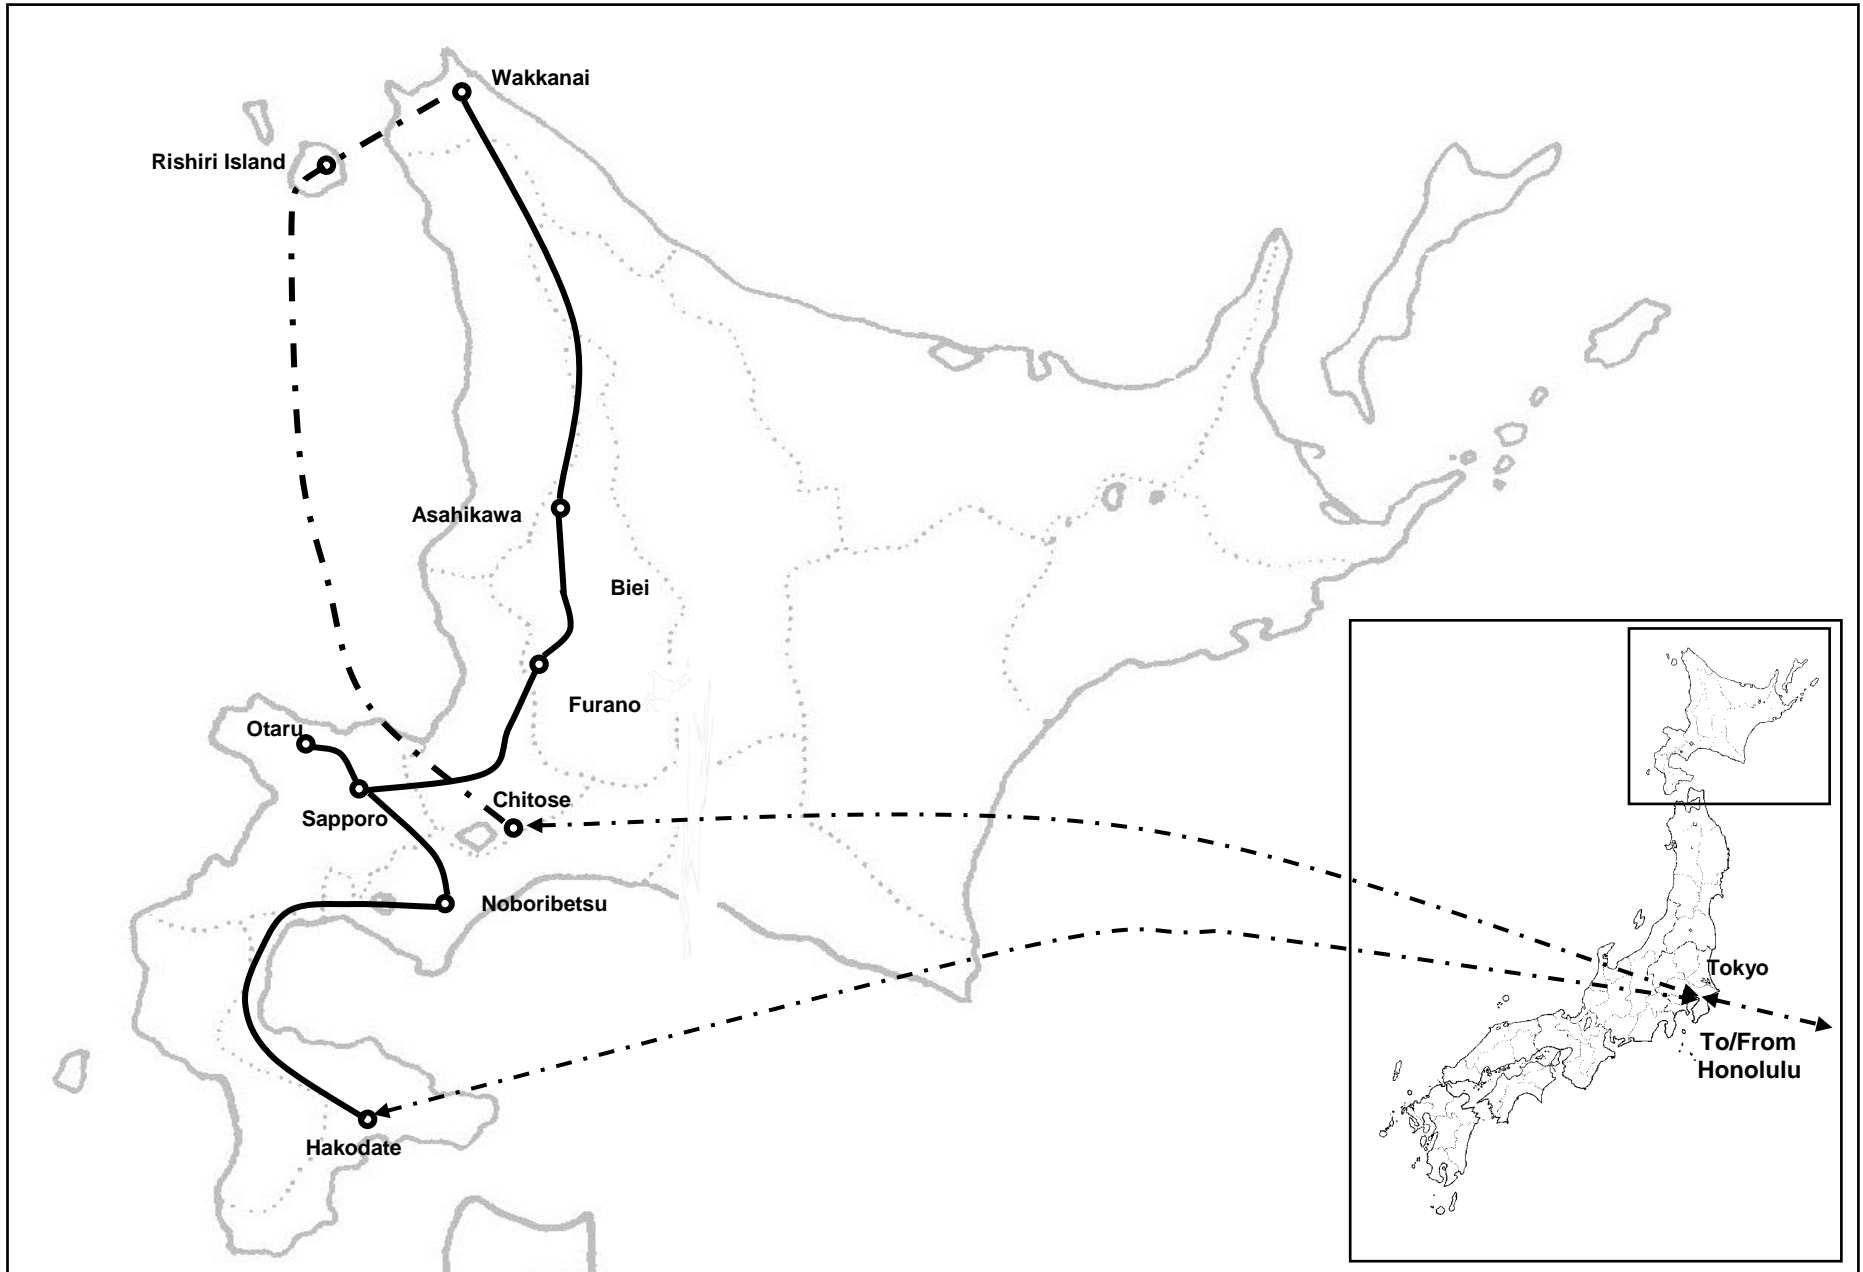 Wakkanai
Rishiri Island
Asahikawa
Biei
Furano
Otaru
Chitose
Sapporo
Noboribetsu
Tokyo
To/From
Honolulu
Hakodate